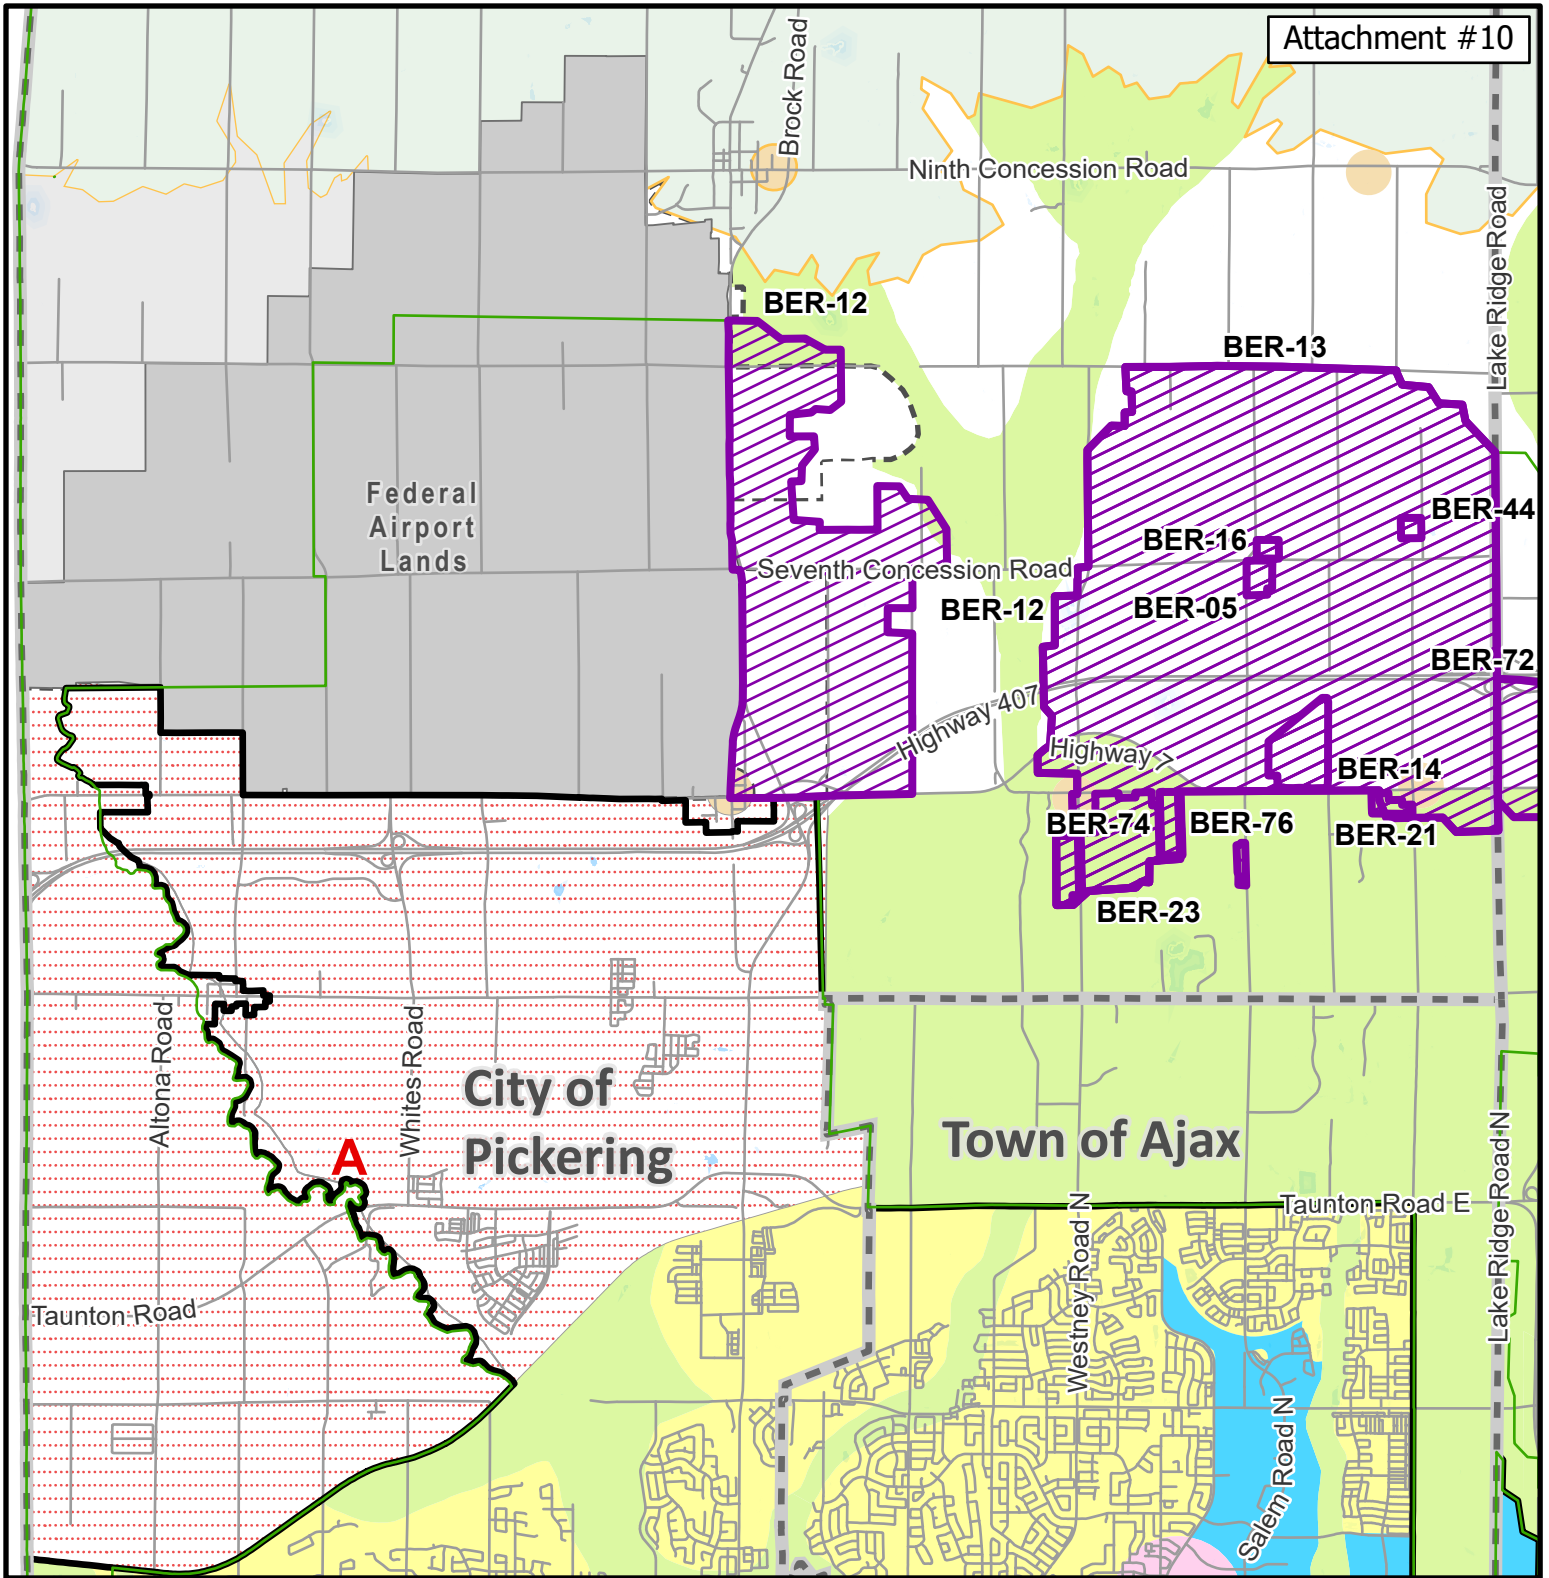 Attachment #10
Brock Road
Ninth Concession Road
Lake Ridge Road
BER-12
BER-13
Federal
Airport
Lands
BER-44
BER-16
Seventh Concession Road
BER-12
BER-05
BER-72
Highway 407
Highway 7
BER-14
BER-74
BER-76
BER-21
BER-23
Altona Road
Whites Road
City of
Pickering
Town of Ajax
A
Lake Ridge Road N
Westney Road N
Taunton Road E
Taunton Road
Salem Road N